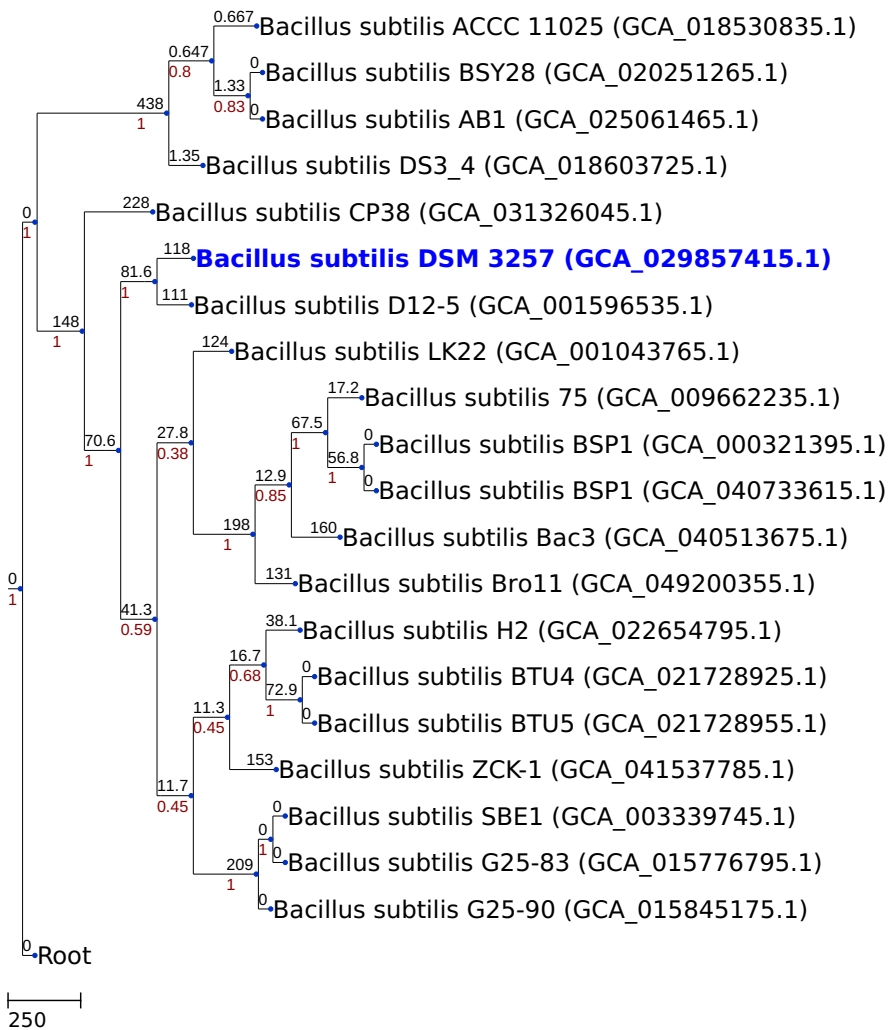 0.667
Bacillus subtilis ACCC 11025 (GCA_018530835.1)
0.647
0.8
0
Bacillus subtilis BSY28 (GCA_020251265.1)
1.33
0.83
438
1
0
Bacillus subtilis AB1 (GCA_025061465.1)
1.35
Bacillus subtilis DS3_4 (GCA_018603725.1)
0
1
228
Bacillus subtilis CP38 (GCA_031326045.1)
118
Bacillus subtilis DSM 3257 (GCA_029857415.1)
81.6
1
111
Bacillus subtilis D12-5 (GCA_001596535.1)
148
1
124
Bacillus subtilis LK22 (GCA_001043765.1)
17.2
Bacillus subtilis 75 (GCA_009662235.1)
67.5
1
70.6
1
27.8
0.38
0
Bacillus subtilis BSP1 (GCA_000321395.1)
56.8
1
12.9
0.85
0
Bacillus subtilis BSP1 (GCA_040733615.1)
198
1
160
Bacillus subtilis Bac3 (GCA_040513675.1)
131
Bacillus subtilis Bro11 (GCA_049200355.1)
0
1
41.3
0.59
38.1
Bacillus subtilis H2 (GCA_022654795.1)
16.7
0.68
0
Bacillus subtilis BTU4 (GCA_021728925.1)
72.9
1
11.3
0.45
0
Bacillus subtilis BTU5 (GCA_021728955.1)
153
Bacillus subtilis ZCK-1 (GCA_041537785.1)
11.7
0.45
0
Bacillus subtilis SBE1 (GCA_003339745.1)
0
1
0
Bacillus subtilis G25-83 (GCA_015776795.1)
209
1
0
Bacillus subtilis G25-90 (GCA_015845175.1)
0
Root
250